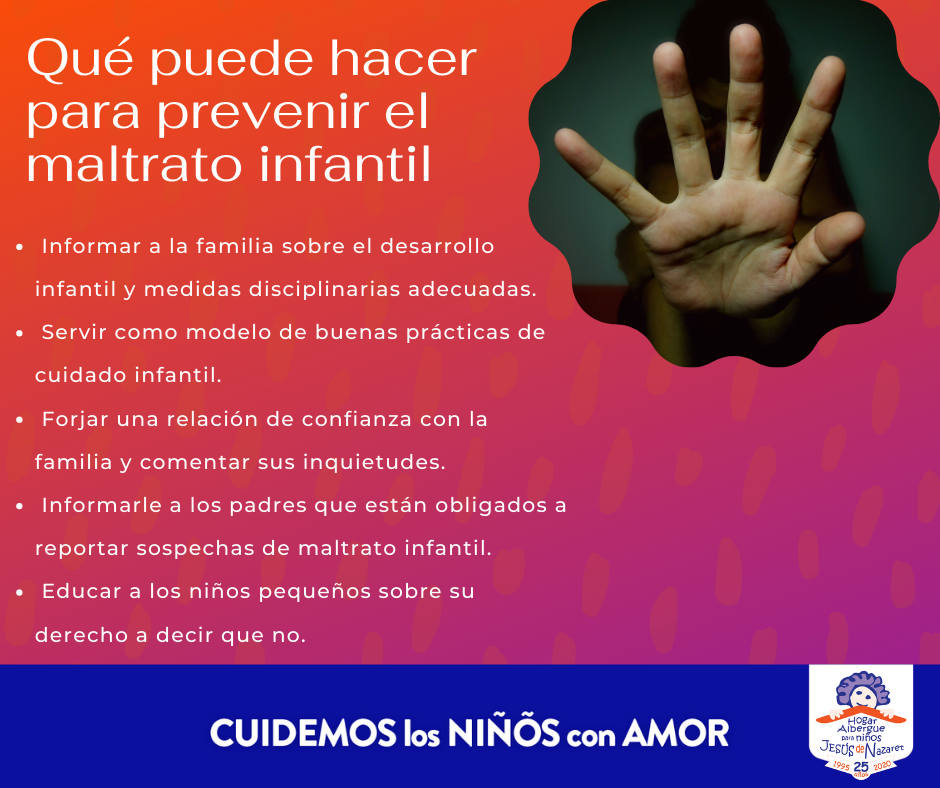 Qué puede hacer
para prevenir el
maltrato infantil
• Informar a la familia sobre el desarrollo
infantil y medidas disciplinarias adecuadas.
• Servir como modelo de buenas prácticas de
cuidado infantil.
• Forjar una relación de confianza con la
familia y comentar sus inquietudes.
• Informarle a los padres que están obligados a
reportar sospechas de maltrato infantil.
• Educar a los niños pequeños sobre su
derecho a decir que no.
CUIDEMOS los NIÑÕS con AMOR
Hogar
Albergue
para niños
JESÚS de Nazaret
1995 25 2020
años